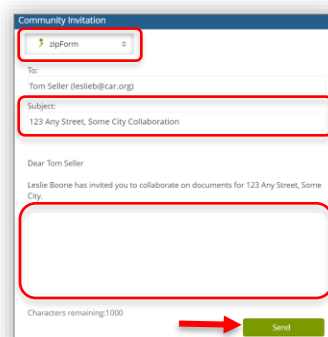 Community Invitation
zipForm
To:
Tom Seller (leslieb@car.org)
Subject:
123 Any Street, Some City Collaboration
Dear Tom Seller
Leslie Boone has invited you to collaborate on documents for 123 Any Street, Some
City.
Characters remaining:1000
Send